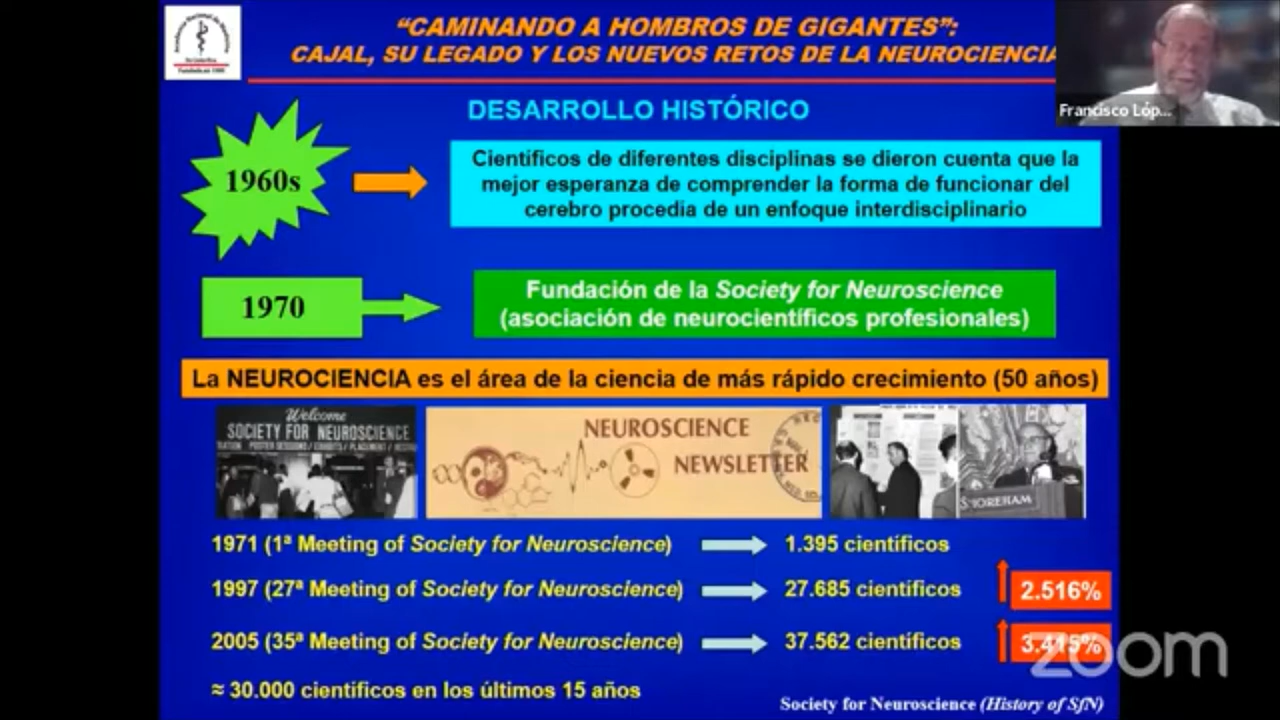 “CAMINANDO A HOMBROS DE GIGANTES”:
CAJAL, SU LEGADO Y LOS NUEVOS RETOS DE LA NEUROCIENCIA
Francisco Lóp...
DESARROLLO HISTÓRICO
1960s
Científicos de diferentes disciplinas se dieron cuenta que la
mejor esperanza de comprender la forma de funcionar del
cerebro procedia de un enfoque interdisciplinario
1970
Fundación de la Society for Neuroscience
(asociación de neurocientíficos profesionales)
La NEUROCIENCIA es el área de la ciencia de más rápido crecimiento (50 años)
Welcome
SOCIETY FOR NEUROSCIENCE
POSTER SESSIONS / EXHIBITS / PLACEMENT /
NEUROSCIENCE
NEWSLETTER
SHOREHAM
1971 (1ª Meeting of Society for Neuroscience) 1.395 científicos
1997 (27ª Meeting of Society for Neuroscience) 27.685 científicos 2.516%
2005 (35ª Meeting of Society for Neuroscience) 37.562 científicos 3.415%
zoom
≈ 30.000 científicos en los últimos 15 años
Society for Neuroscience (History of SfN)